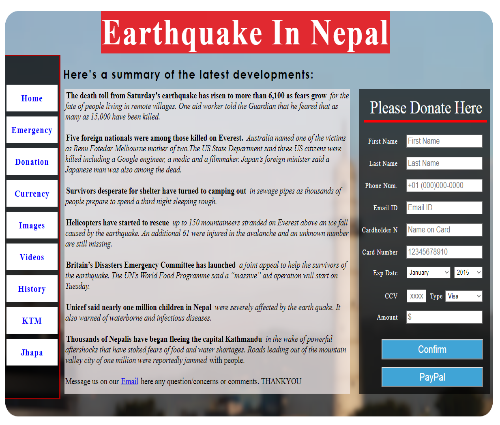 Earthquake In Nepal
Here's a summary of the latest developments:
Home
Emergency
Donation
Currency
Images
Videos
History
KTM
Jhapa
The death toll from Saturday's earthquake has risen to more than 6,100 as fears grow for the
fate of people living in remote villages. One aid worker told the Guardian that he feared that as
many as 15,000 have been killed.
Five foreign nationals were among those killed on Everest. Australia named one of the victims
as Renu Fotedar Melbourne mother of two.The US State Department said three US citizens were
killed including a Google engineer, a medic and a filmmaker. Japan's foreign minister said a
Japanese man was also among the dead.
Survivors desperate for shelter have turned to camping out in sewage pipes as thousands of
people prepare to spend a third night sleeping rough.
Helicopters have started to rescue up to 150 mountaineers stranded on Everest above an ice fall
caused by the earthquake. An additional 61 were injured in the avalanche and an unknown number
are still missing.
Britain's Disasters Emergency Committee has launched a joint appeal to help the survivors of
the earthquake. The UN's World Food Programme said a "massive" aid operation will start on
Tuesday.
Unicef said nearly one million children in Nepal were severely affected by the earth quake. It
also warned of waterborne and infectious diseases.
Thousands of Nepalis have began fleeing the capital Kathmandu in the wake of powerful
aftershocks that have stoked fears of food and water shortages. Roads leading out of the mountain
valley city of one million were reportedly jammed with people.
Message us on our Email here any question/concerns or comments. THANKYOU
Please Donate Here
First Name First Name
Last Name Last Name
Phone Num. +01 (000)000-0000
Email ID Email ID
Cardholder N Name on Card
Card Number 12345678910
Exp Date January 2015
CCV xxxx Type Visa
Amount $
Confirm
PayPal